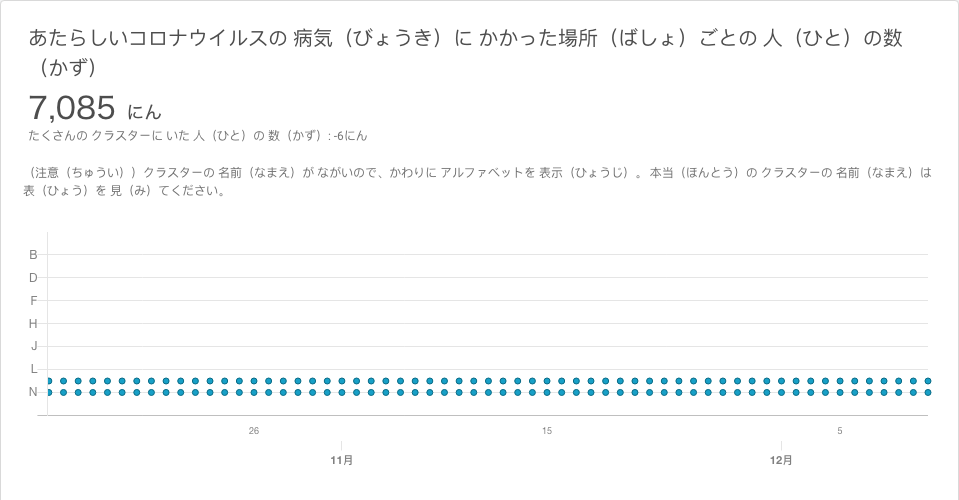 あたらしいコロナウイルスの 病気（びょうき）に かかった場所（ばしょ）ごとの 人（ひと）の数
（かず）
7,085 にん
たくさんの クラスターに いた 人（ひと）の 数（かず）: -6にん
（注意（ちゅうい））クラスターの 名前（なまえ）が ながいので、かわりに アルファベットを 表示（ひょうじ）。 本当（ほんとう）の クラスターの 名前（なまえ）は
表（ひょう）を 見（み）てください。
B
D
F
H
J
L
N
26 15 5
11月 12月